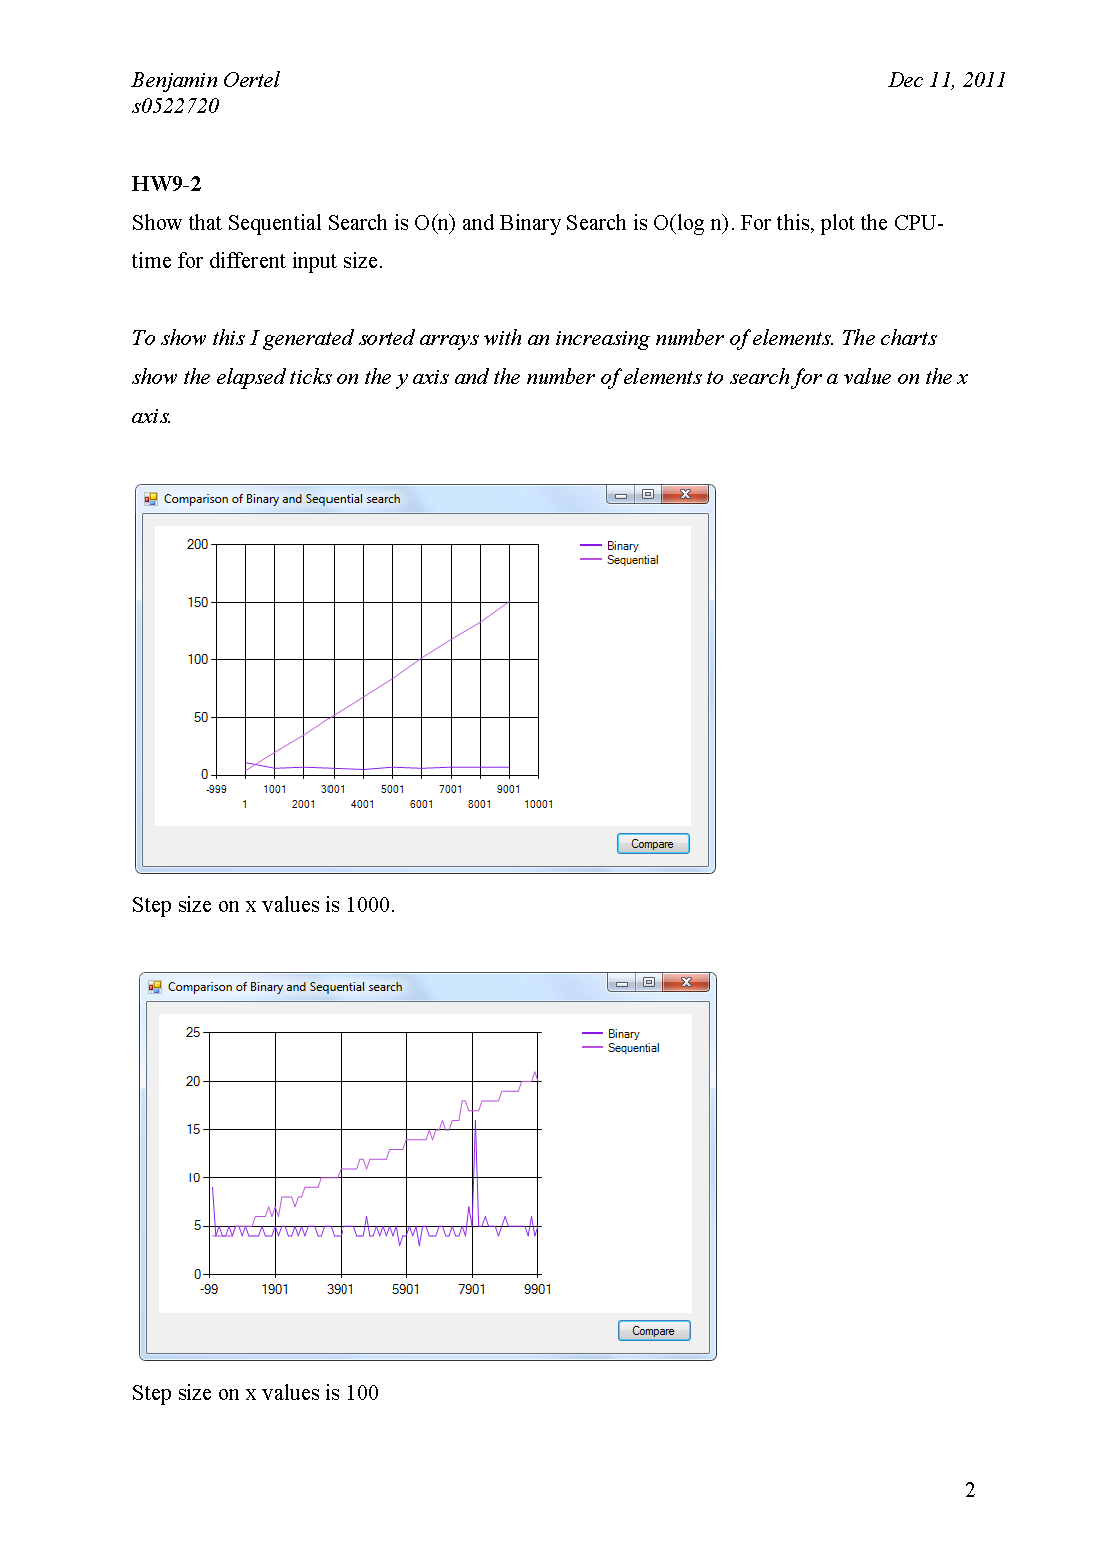 Benjamin Oertel Dec 11, 2011
s0522720
HW9-2
Show that Sequential Search is O(n) and Binary Search is O(log n). For this, plot the CPU-
time for different input size.
To show this I generated sorted arrays with an increasing number of elements. The charts
show the elapsed ticks on the y axis and the number of elements to search for a value on the x
axis.
Comparison of Binary and Sequential search
200
150
100
50
0
-999 1001 3001 5001 7001 9001
1 2001 4001 6001 8001 10001
Binary
Sequential
Compare
Step size on x values is 1000.
Comparison of Binary and Sequential search
25
20
15
10
5
0
-99 1901 3901 5901 7901 9901
Binary
Sequential
Compare
Step size on x values is 100
2